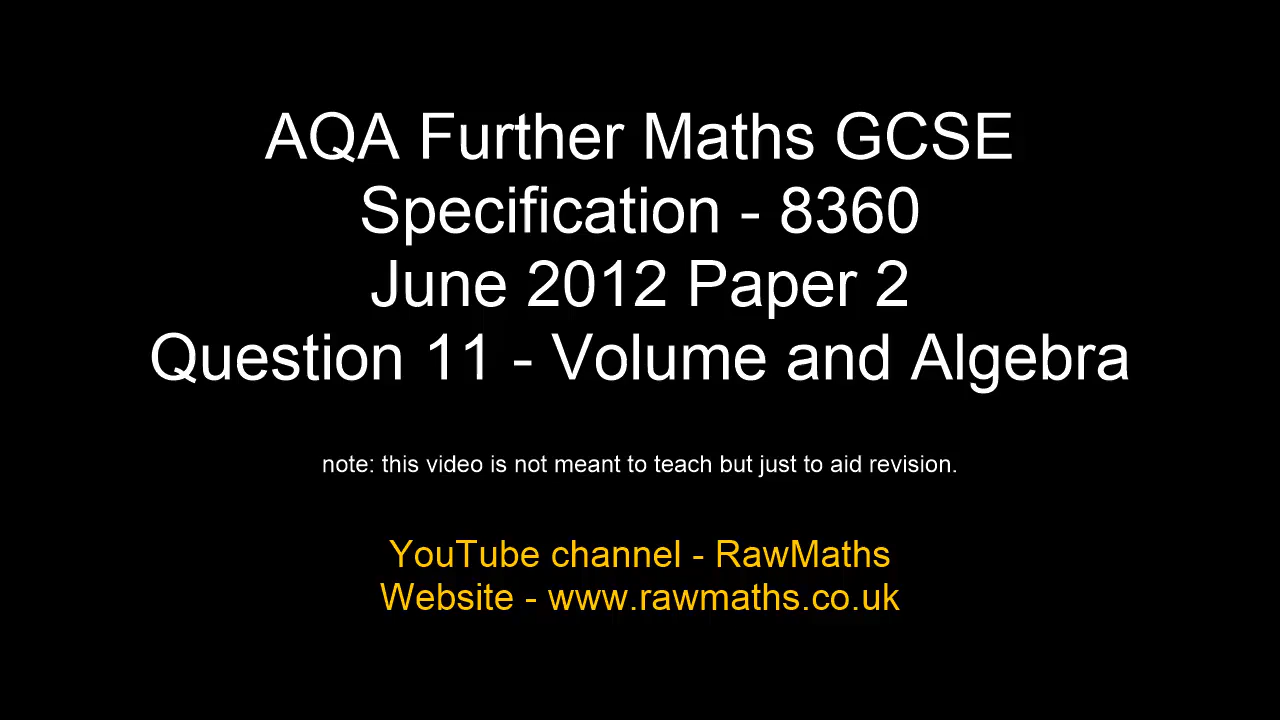 AQA Further Maths GCSE
Specification - 8360
June 2012 Paper 2
Question 11 - Volume and Algebra
note: this video is not meant to teach but just to aid revision.
YouTube channel - RawMaths
Website - www.rawmaths.co.uk